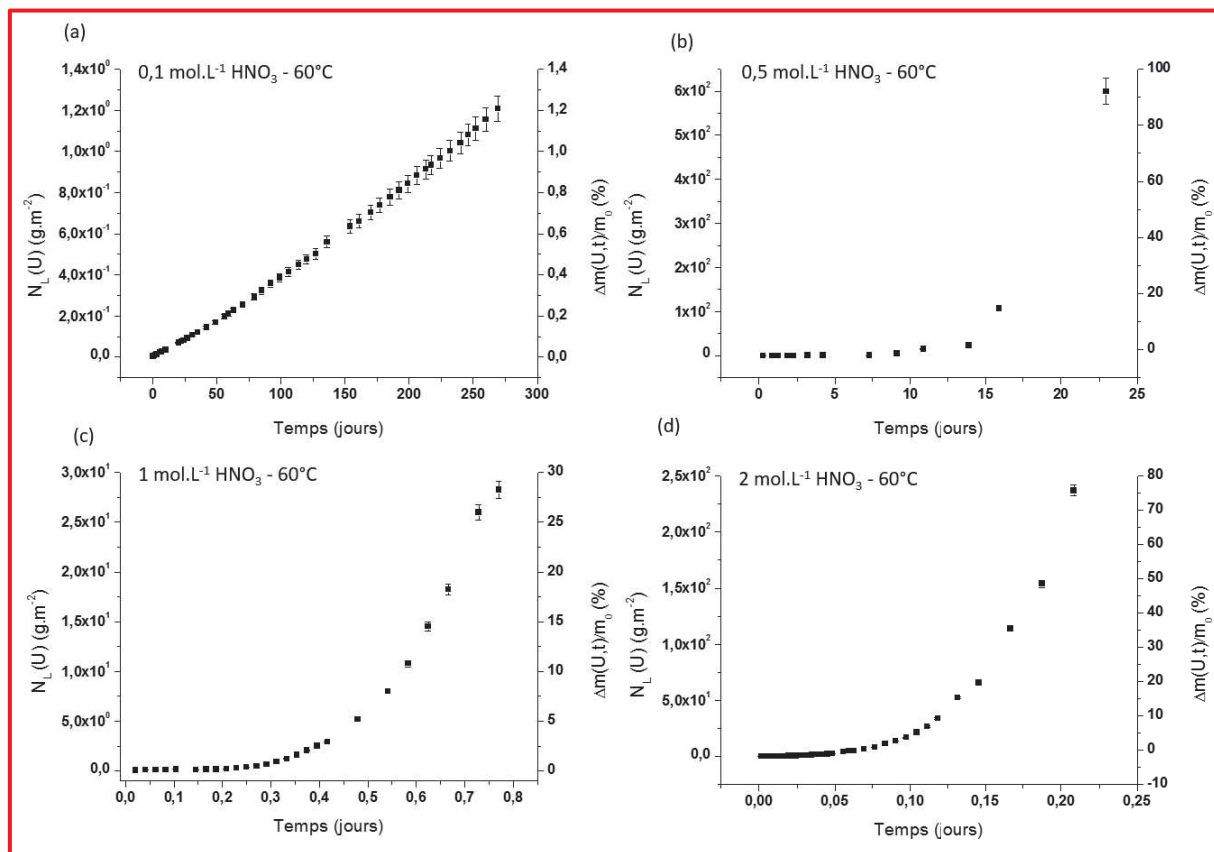 (a)
0,1 mol.L⁻¹ HNO₃ - 60°C
1,4x10⁰
1,2x10⁰
1,0x10⁰
8,0x10⁻¹
6,0x10⁻¹
4,0x10⁻¹
2,0x10⁻¹
0,0
N_L(U) (g.m⁻²)
1,4
1,2
1,0
0,8
0,6
0,4
0,2
0,0
Δm(U,t)/m₀ (%)
0 50 100 150 200 250 300
Temps (jours)
(b)
0,5 mol.L⁻¹ HNO₃ - 60°C
6x10²
5x10²
4x10²
3x10²
2x10²
1x10²
0
N_L(U) (g.m⁻²)
100
80
60
40
20
0
Δm(U,t)/m₀ (%)
0 5 10 15 20 25
Temps (jours)
(c)
1 mol.L⁻¹ HNO₃ - 60°C
3,0x10¹
2,5x10¹
2,0x10¹
1,5x10¹
1,0x10¹
5,0x10⁰
0,0
N_L(U) (g.m⁻²)
30
25
20
15
10
5
0
Δm(U,t)/m₀ (%)
0,0 0,1 0,2 0,3 0,4 0,5 0,6 0,7 0,8
Temps (jours)
(d)
2 mol.L⁻¹ HNO₃ - 60°C
2,5x10²
2,0x10²
1,5x10²
1,0x10²
5,0x10¹
0,0
N_L(U) (g.m⁻²)
80
70
60
50
40
30
20
10
0
-10
Δm(U,t)/m₀ (%)
0,00 0,05 0,10 0,15 0,20 0,25
Temps (jours)